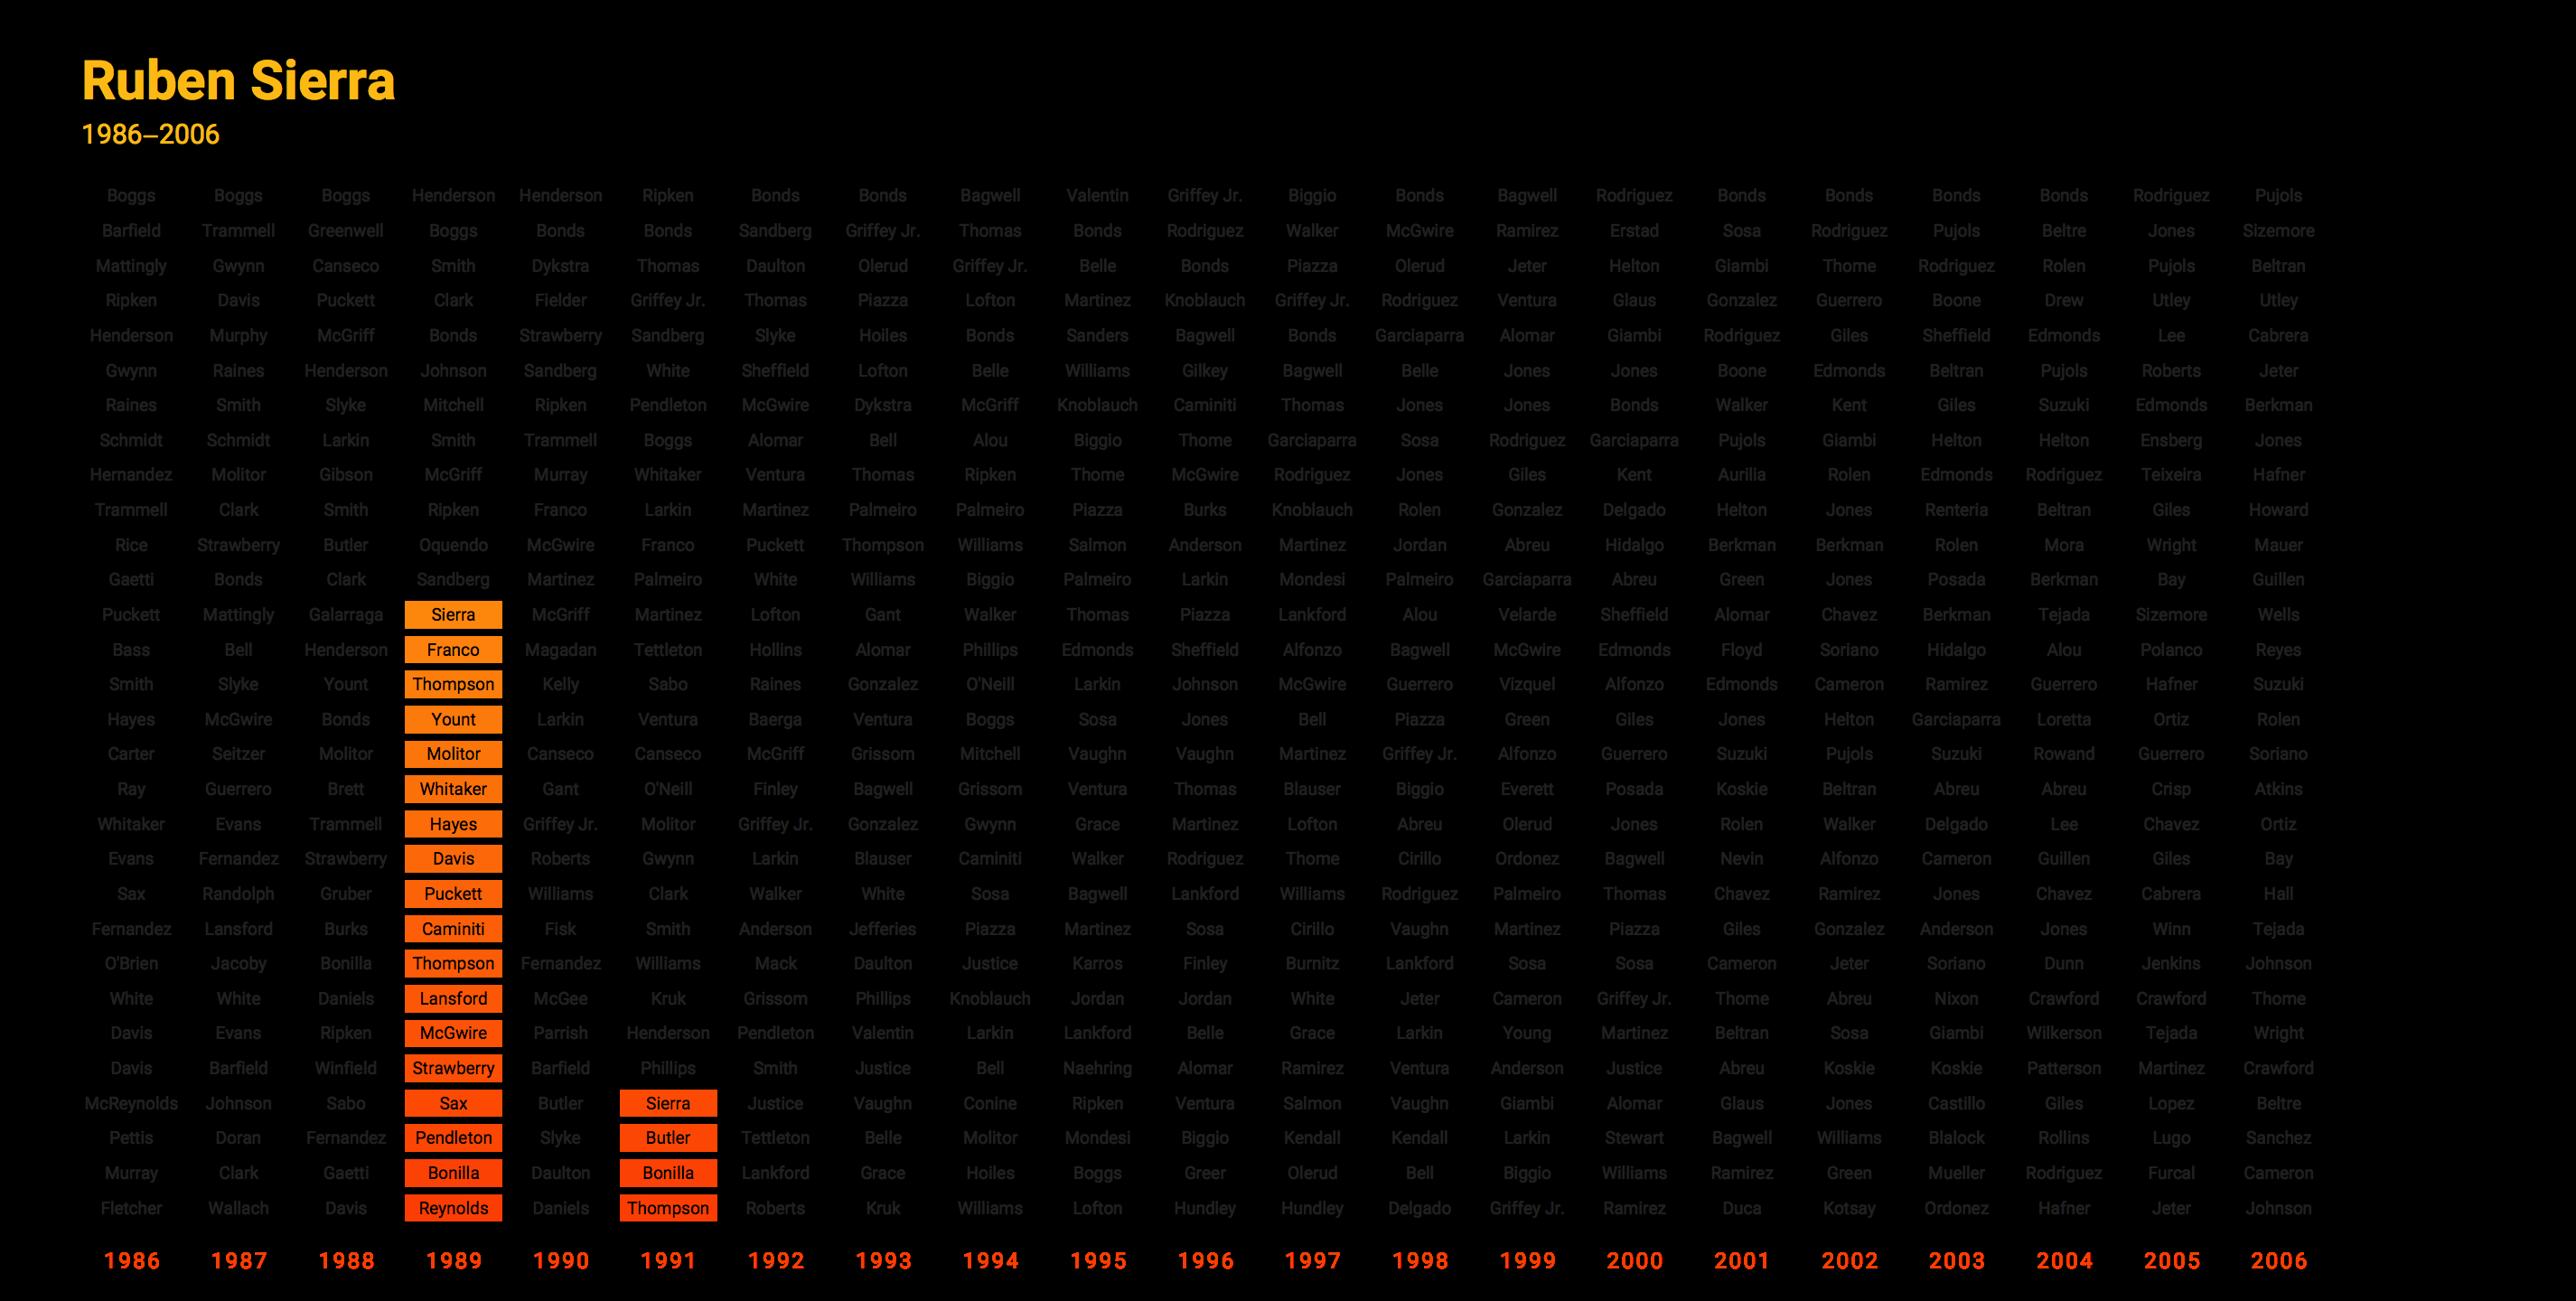 Ruben Sierra
1986–2006
Boggs Boggs Boggs Henderson Henderson Ripken Bonds Bonds Bagwell Valentin Griffey Jr. Biggio Bonds Bagwell Rodriguez Bonds Bonds Bonds Bonds Rodriguez Pujols
Barfield Trammell Greenwell Boggs Bonds Bonds Sandberg Griffey Jr. Thomas Bonds Rodriguez Walker McGwire Ramirez Erstad Sosa Rodriguez Pujols Beltre Jones Sizemore
Mattingly Gwynn Canseco Smith Dykstra Thomas Daulton Olerud Griffey Jr. Belle Bonds Piazza Olerud Jeter Helton Giambi Thome Rodriguez Rolen Pujols Beltran
Ripken Davis Puckett Clark Fielder Griffey Jr. Thomas Piazza Lofton Martinez Knoblauch Griffey Jr. Rodriguez Ventura Glaus Gonzalez Guerrero Boone Drew Utley Utley
Henderson Murphy McGriff Bonds Strawberry Sandberg Slyke Hoiles Bonds Sanders Bagwell Bonds Garciaparra Alomar Giambi Rodriguez Giles Sheffield Edmonds Lee Cabrera
Gwynn Raines Henderson Johnson Sandberg White Sheffield Lofton Belle Williams Gilkey Bagwell Belle Jones Jones Boone Edmonds Beltran Pujols Roberts Jeter
Raines Smith Slyke Mitchell Ripken Pendleton McGwire Dykstra McGriff Knoblauch Caminiti Thomas Jones Jones Bonds Walker Kent Giles Suzuki Edmonds Berkman
Schmidt Schmidt Larkin Smith Trammell Boggs Alomar Bell Alou Biggio Thome Garciaparra Sosa Rodriguez Garciaparra Pujols Giambi Helton Helton Ensberg Jones
Hernandez Molitor Gibson McGriff Murray Whitaker Ventura Thomas Ripken Thome McGwire Rodriguez Jones Giles Kent Aurilia Rolen Edmonds Rodriguez Teixeira Hafner
Trammell Clark Smith Ripken Franco Larkin Martinez Palmeiro Palmeiro Piazza Burks Knoblauch Rolen Gonzalez Delgado Helton Jones Renteria Beltran Giles Howard
Rice Strawberry Butler Oquendo McGwire Franco Puckett Thompson Williams Salmon Anderson Martinez Jordan Abreu Hidalgo Berkman Berkman Rolen Mora Wright Mauer
Gaetti Bonds Clark Sandberg Martinez Palmeiro White Williams Biggio Palmeiro Larkin Mondesi Palmeiro Garciaparra Abreu Green Jones Posada Berkman Bay Guillen
Puckett Mattingly Galarraga Sierra McGriff Martinez Lofton Gant Walker Thomas Piazza Lankford Alou Velarde Sheffield Alomar Chavez Berkman Tejada Sizemore Wells
Bass Bell Henderson Franco Magadan Tettleton Hollins Alomar Phillips Edmonds Sheffield Alfonzo Bagwell McGwire Edmonds Floyd Soriano Hidalgo Alou Polanco Reyes
Smith Slyke Yount Thompson Kelly Sabo Raines Gonzalez O'Neill Larkin Johnson McGwire Guerrero Vizquel Alfonzo Edmonds Cameron Ramirez Guerrero Hafner Suzuki
Hayes McGwire Bonds Yount Larkin Ventura Baerga Ventura Boggs Sosa Jones Bell Piazza Green Giles Jones Helton Garciaparra Loretta Ortiz Rolen
Carter Seitzer Molitor Molitor Canseco Canseco McGriff Grissom Mitchell Vaughn Vaughn Martinez Griffey Jr. Alfonzo Guerrero Suzuki Pujols Suzuki Rowand Guerrero Soriano
Ray Guerrero Brett Whitaker Gant O'Neill Finley Bagwell Grissom Ventura Thomas Blauser Biggio Everett Posada Koskie Beltran Abreu Abreu Crisp Atkins
Whitaker Evans Trammell Hayes Griffey Jr. Molitor Griffey Jr. Gonzalez Gwynn Grace Martinez Lofton Abreu Olerud Jones Rolen Walker Delgado Lee Chavez Ortiz
Evans Fernandez Strawberry Davis Roberts Gwynn Larkin Blauser Caminiti Walker Rodriguez Thome Cirillo Ordonez Bagwell Nevin Alfonzo Cameron Guillen Giles Bay
Sax Randolph Gruber Puckett Williams Clark Walker White Sosa Bagwell Lankford Williams Rodriguez Palmeiro Thomas Chavez Ramirez Jones Chavez Cabrera Hall
Fernandez Lansford Burks Caminiti Fisk Smith Anderson Jefferies Piazza Martinez Sosa Cirillo Vaughn Martinez Piazza Giles Gonzalez Anderson Jones Winn Tejada
O'Brien Jacoby Bonilla Thompson Fernandez Williams Mack Daulton Justice Karros Finley Burnitz Lankford Sosa Sosa Cameron Jeter Soriano Dunn Jenkins Johnson
White White Daniels Lansford McGee Kruk Grissom Phillips Knoblauch Jordan Jordan White Jeter Cameron Griffey Jr. Thome Abreu Nixon Crawford Crawford Thome
Davis Evans Ripken McGwire Parrish Henderson Pendleton Valentin Larkin Lankford Belle Grace Larkin Young Martinez Beltran Sosa Giambi Wilkerson Tejada Wright
Davis Barfield Winfield Strawberry Barfield Phillips Smith Justice Bell Naehring Alomar Ramirez Ventura Anderson Justice Abreu Koskie Koskie Patterson Martinez Crawford
McReynolds Johnson Sabo Sax Butler Sierra Justice Vaughn Conine Ripken Ventura Salmon Vaughn Giambi Alomar Glaus Jones Castillo Giles Lopez Beltre
Pettis Doran Fernandez Pendleton Slyke Butler Tettleton Belle Molitor Mondesi Biggio Kendall Kendall Larkin Stewart Bagwell Williams Blalock Rollins Lugo Sanchez
Murray Clark Gaetti Bonilla Daulton Bonilla Lankford Grace Hoiles Boggs Greer Olerud Bell Biggio Williams Ramirez Green Mueller Rodriguez Furcal Cameron
Fletcher Wallach Davis Reynolds Daniels Thompson Roberts Kruk Williams Lofton Hundley Hundley Delgado Griffey Jr. Ramirez Duca Kotsay Ordonez Hafner Jeter Johnson
1986 1987 1988 1989 1990 1991 1992 1993 1994 1995 1996 1997 1998 1999 2000 2001 2002 2003 2004 2005 2006